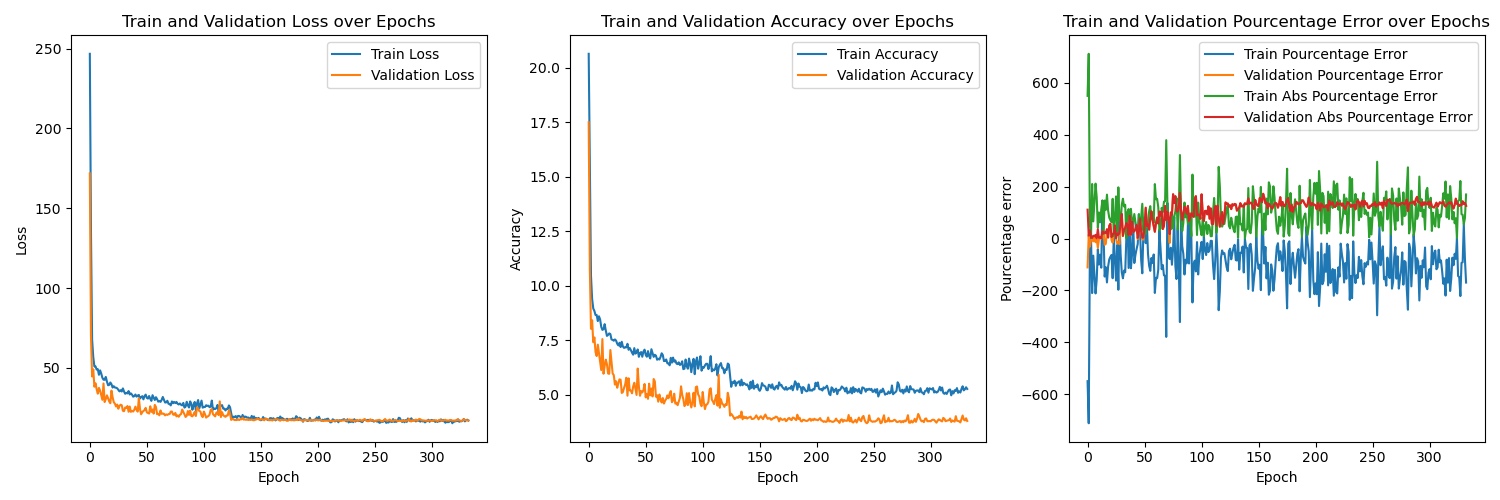 Train and Validation Loss over Epochs
Train Loss
Validation Loss
250
200
150
100
50
Loss
0
50
100
150
200
250
300
Epoch
Train and Validation Accuracy over Epochs
Train Accuracy
Validation Accuracy
20.0
17.5
15.0
12.5
10.0
7.5
5.0
Accuracy
0
50
100
150
200
250
300
Epoch
Train and Validation Pourcentage Error over Epochs
Train Pourcentage Error
Validation Pourcentage Error
Train Abs Pourcentage Error
Validation Abs Pourcentage Error
600
400
200
0
−200
−400
−600
Pourcentage error
0
50
100
150
200
250
300
Epoch